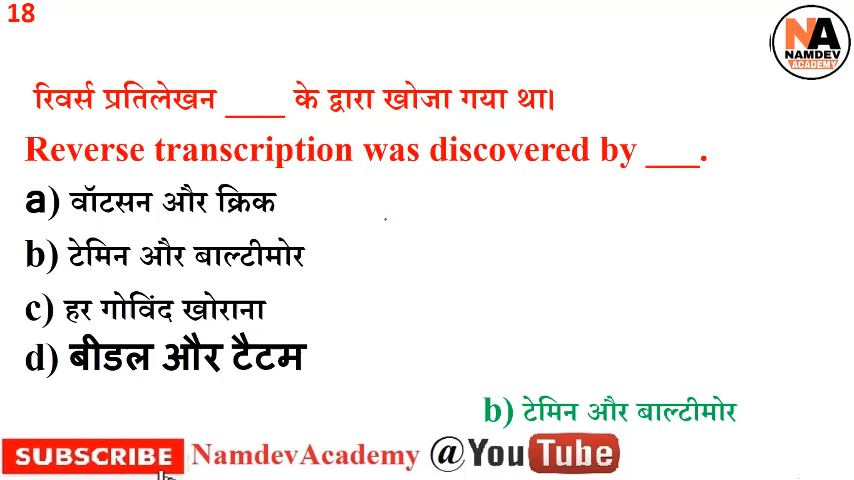 18
NA
NAMDEV
ACADEMY
रिवर्स प्रतिलेखन ____ के द्वारा खोजा गया था।
Reverse transcription was discovered by ___.
a) वॉटसन और क्रिक
b) टेमिन और बाल्टीमोर
c) हर गोविंद खोराना
d) बीडल और टैटम
b) टेमिन और बाल्टीमोर
SUBSCRIBE NamdevAcademy @YouTube